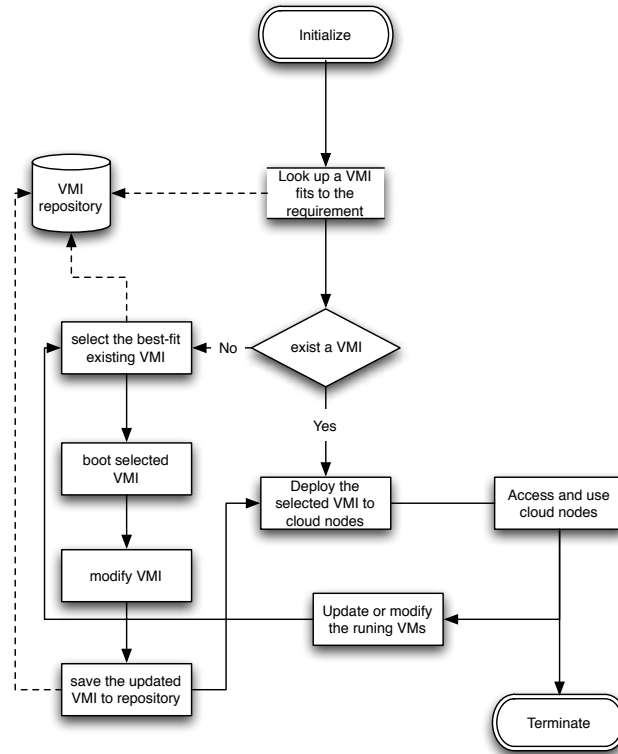 Initialize
Look up a VMI
fits to the
requirement
VMI
repository
exist a VMI
No
Yes
select the best-fit
existing VMI
boot selected
VMI
modify VMI
save the updated
VMI to repository
Deploy the
selected VMI to
cloud nodes
Access and use
cloud nodes
Update or modify
the runing VMs
Terminate